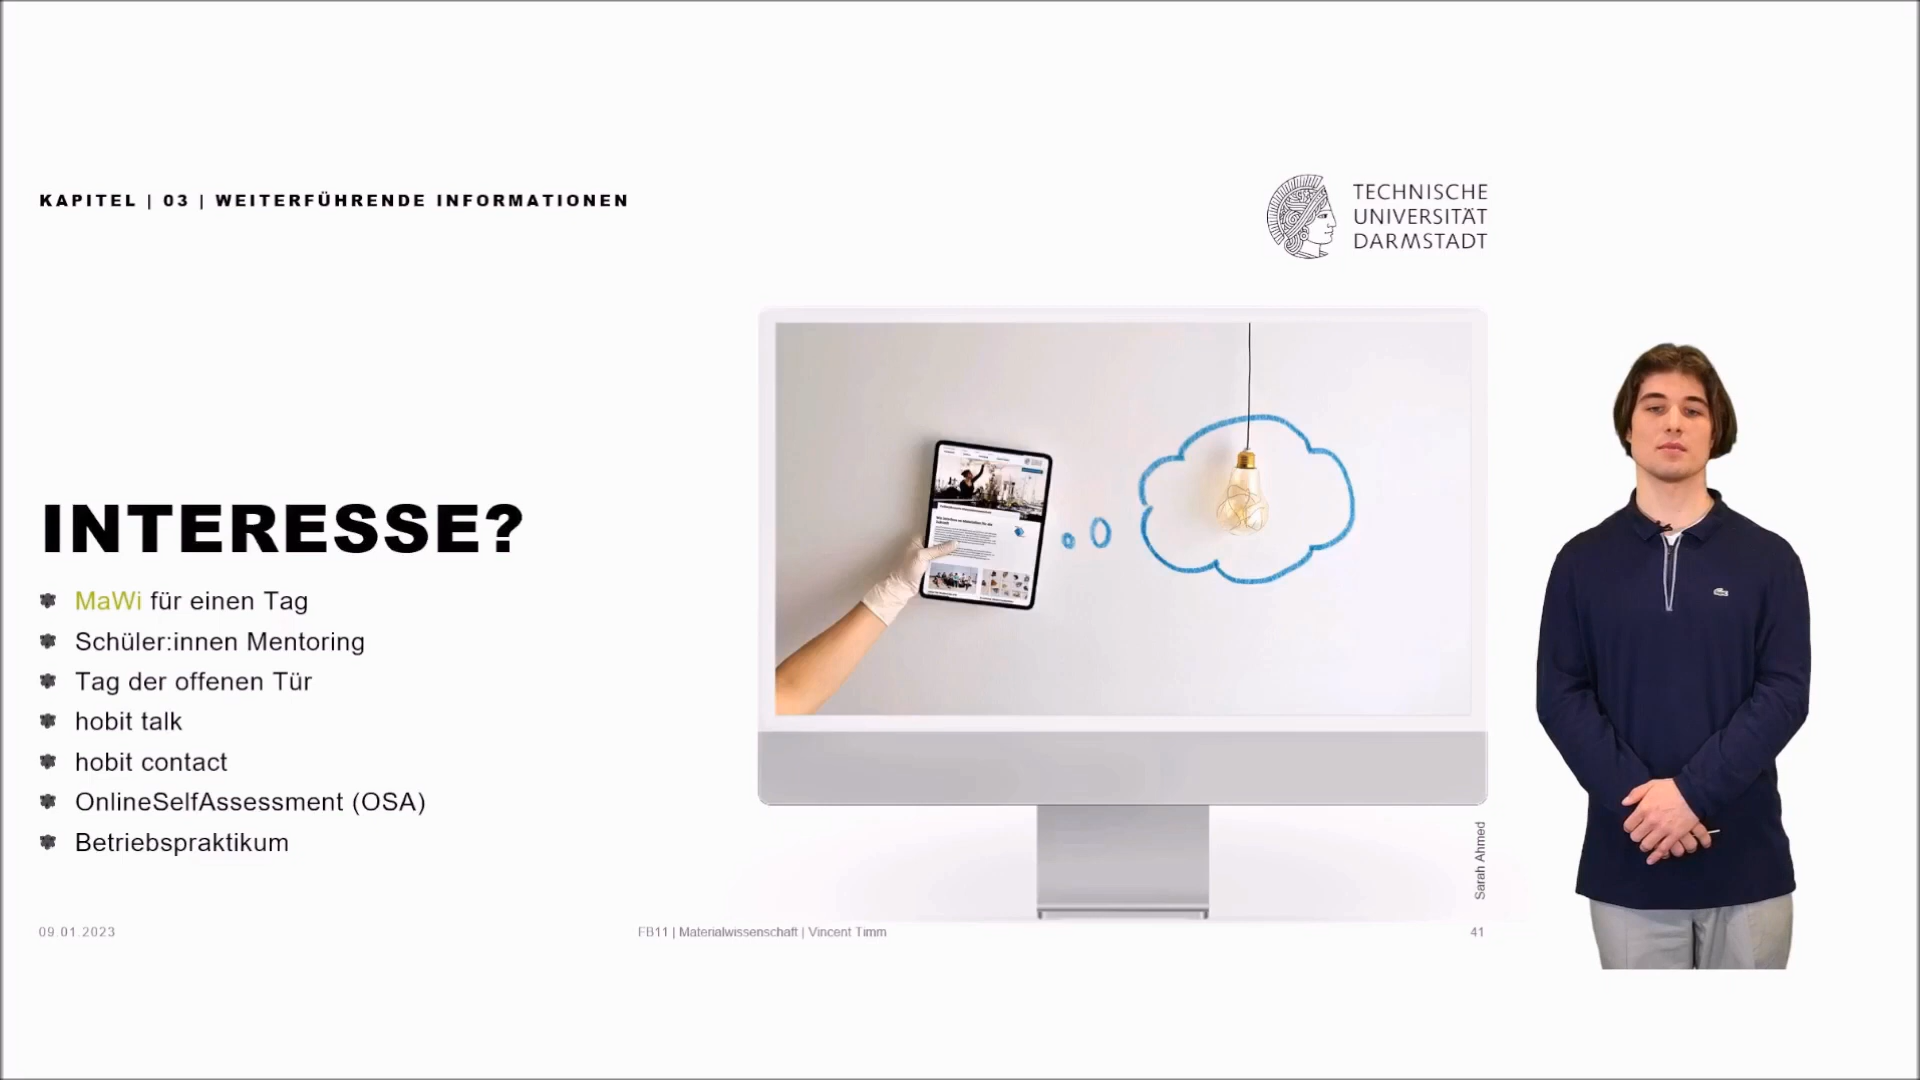 KAPITEL | 03 | WEITERFÜHRENDE INFORMATIONEN
TECHNISCHE
UNIVERSITÄT
DARMSTADT
INTERESSE?
MaWi für einen Tag
Schüler:innen Mentoring
Tag der offenen Tür
hobit talk
hobit contact
OnlineSelfAssessment (OSA)
Betriebspraktikum
Sarah Ahmed
09.01.2023
FB11 | Materialwissenschaft | Vincent Timm
41